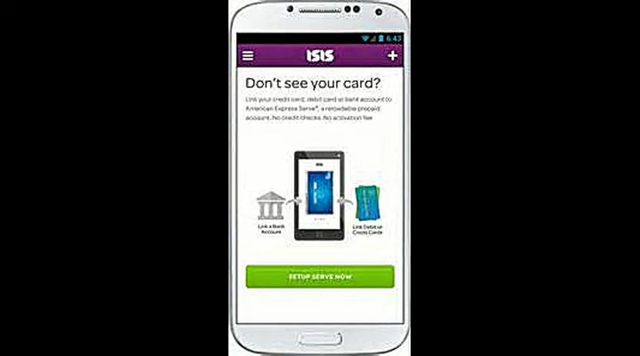 6:43
ISIS
Don't see your card?
Link your credit card, debit card or bank account to
American Express Serve®, a reloadable prepaid
account. No credit checks. No activation fee.
ISIS
Link a Bank
Account
Link Debit or
Credit Cards
SETUP SERVE NOW